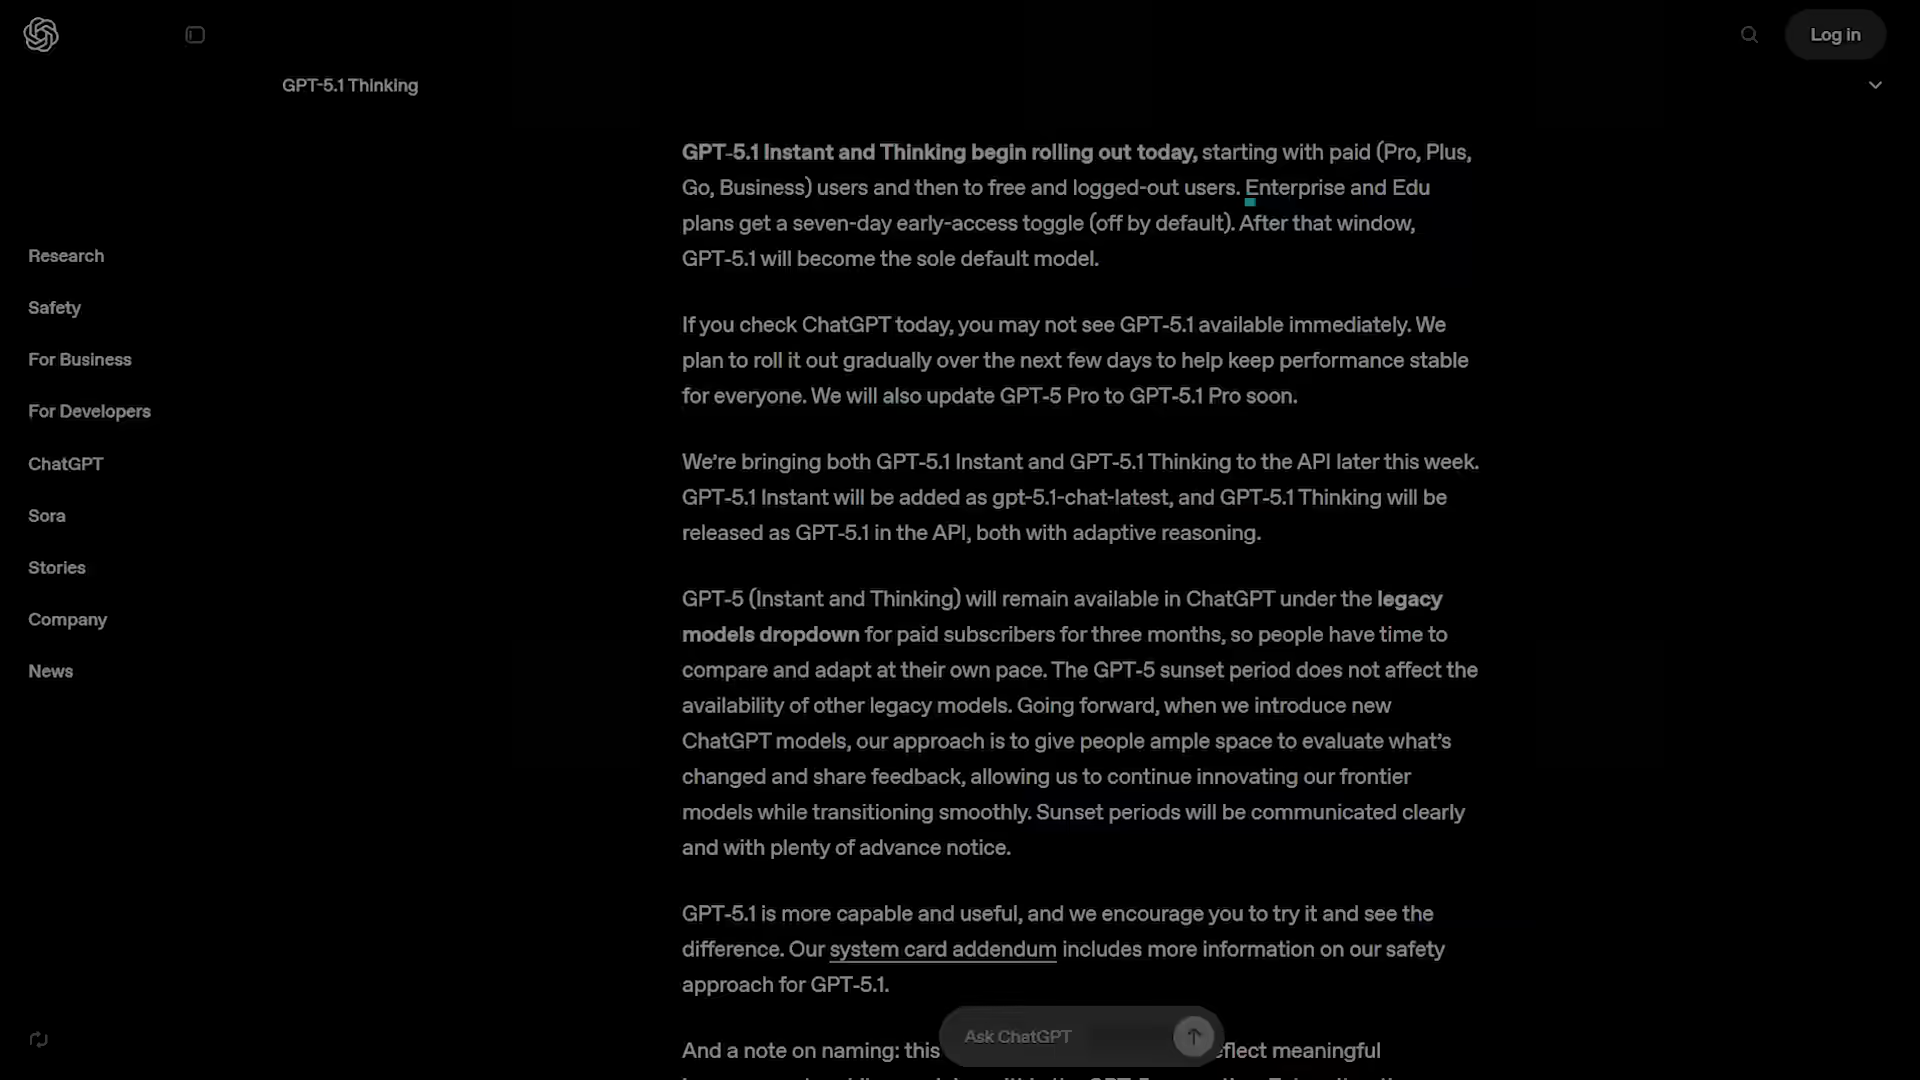 Log in
GPT-5.1 Thinking
Research
Safety
For Business
For Developers
ChatGPT
Sora
Stories
Company
News
GPT-5.1 Instant and Thinking begin rolling out today, starting with paid (Pro, Plus,
Go, Business) users and then to free and logged-out users. Enterprise and Edu
plans get a seven-day early-access toggle (off by default). After that window,
GPT-5.1 will become the sole default model.
If you check ChatGPT today, you may not see GPT-5.1 available immediately. We
plan to roll it out gradually over the next few days to help keep performance stable
for everyone. We will also update GPT-5 Pro to GPT-5.1 Pro soon.
We're bringing both GPT-5.1 Instant and GPT-5.1 Thinking to the API later this week.
GPT-5.1 Instant will be added as gpt-5.1-chat-latest, and GPT-5.1 Thinking will be
released as GPT-5.1 in the API, both with adaptive reasoning.
GPT-5 (Instant and Thinking) will remain available in ChatGPT under the legacy
models dropdown for paid subscribers for three months, so people have time to
compare and adapt at their own pace. The GPT-5 sunset period does not affect the
availability of other legacy models. Going forward, when we introduce new
ChatGPT models, our approach is to give people ample space to evaluate what's
changed and share feedback, allowing us to continue innovating our frontier
models while transitioning smoothly. Sunset periods will be communicated clearly
and with plenty of advance notice.
GPT-5.1 is more capable and useful, and we encourage you to try it and see the
difference. Our system card addendum includes more information on our safety
approach for GPT-5.1.
And a note on naming: this meaningful
Ask ChatGPT